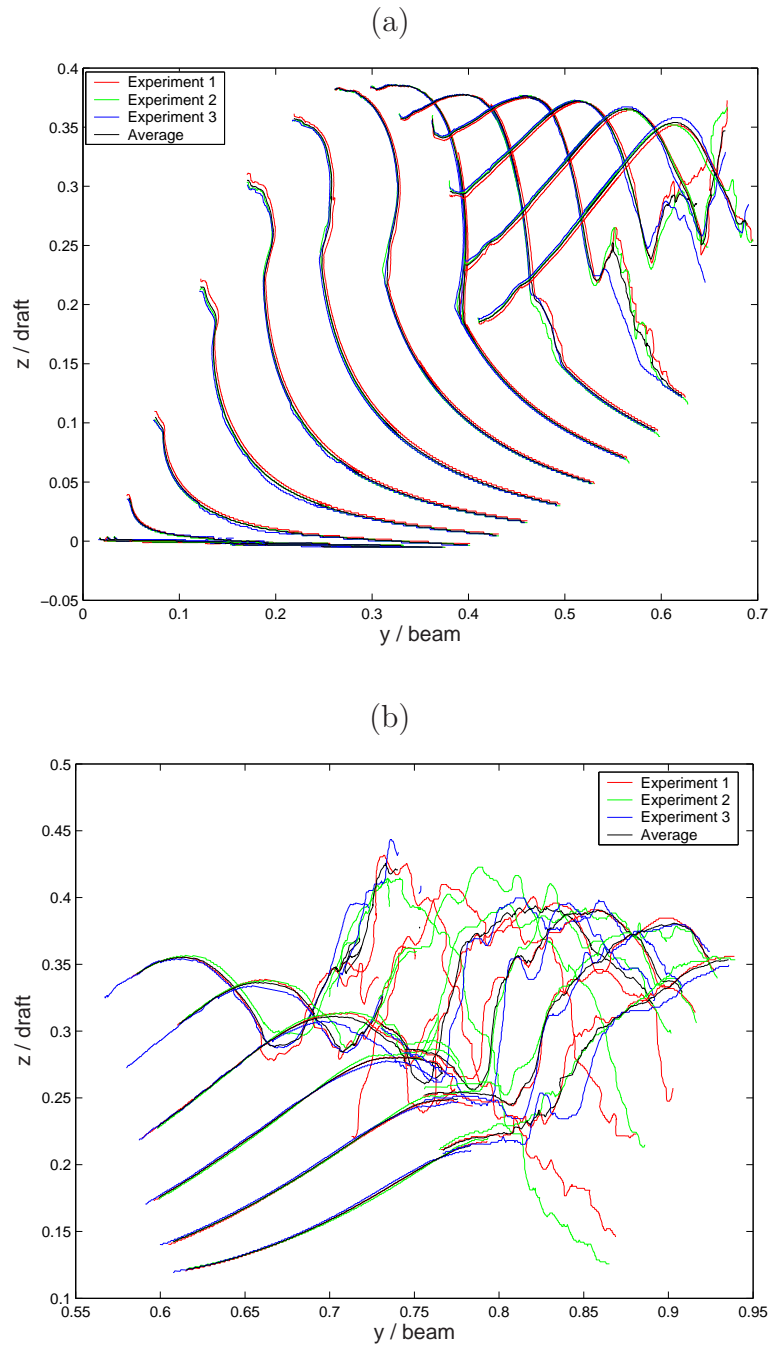 (a)
0.4
0.35
0.3
0.25
0.2
0.15
0.1
0.05
0
−0.05
z / draft
Experiment 1
Experiment 2
Experiment 3
Average
0 0.1 0.2 0.3 0.4 0.5 0.6 0.7
y / beam
(b)
0.5
0.45
0.4
0.35
0.3
0.25
0.2
0.15
0.1
z / draft
Experiment 1
Experiment 2
Experiment 3
Average
0.55 0.6 0.65 0.7 0.75 0.8 0.85 0.9 0.95
y / beam